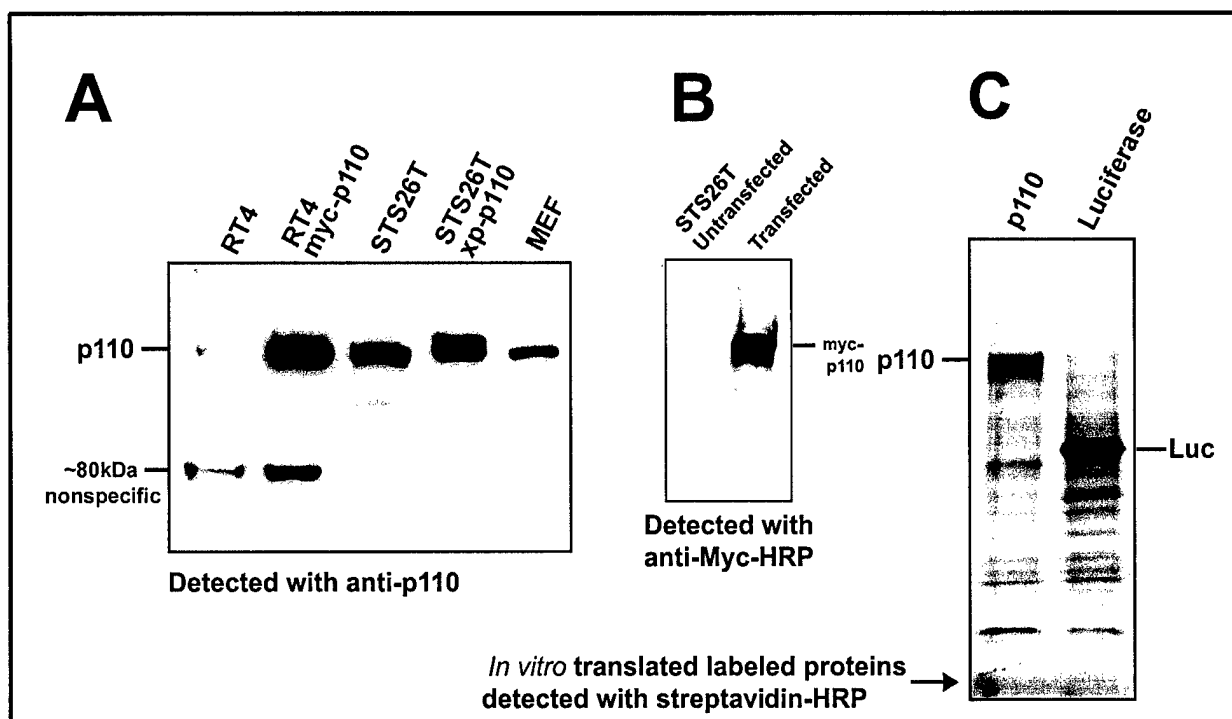 A
RT4
RT4
myc-p110
STS26T
STS26T
xp-p110
MEF
p110
~80kDa
nonspecific
Detected with anti-p110
B
STS26T
Untransfected
Transfected
myc-
p110
Detected with
anti-Myc-HRP
C
p110
Luciferase
p110
Luc
In vitro translated labeled proteins
detected with streptavidin-HRP